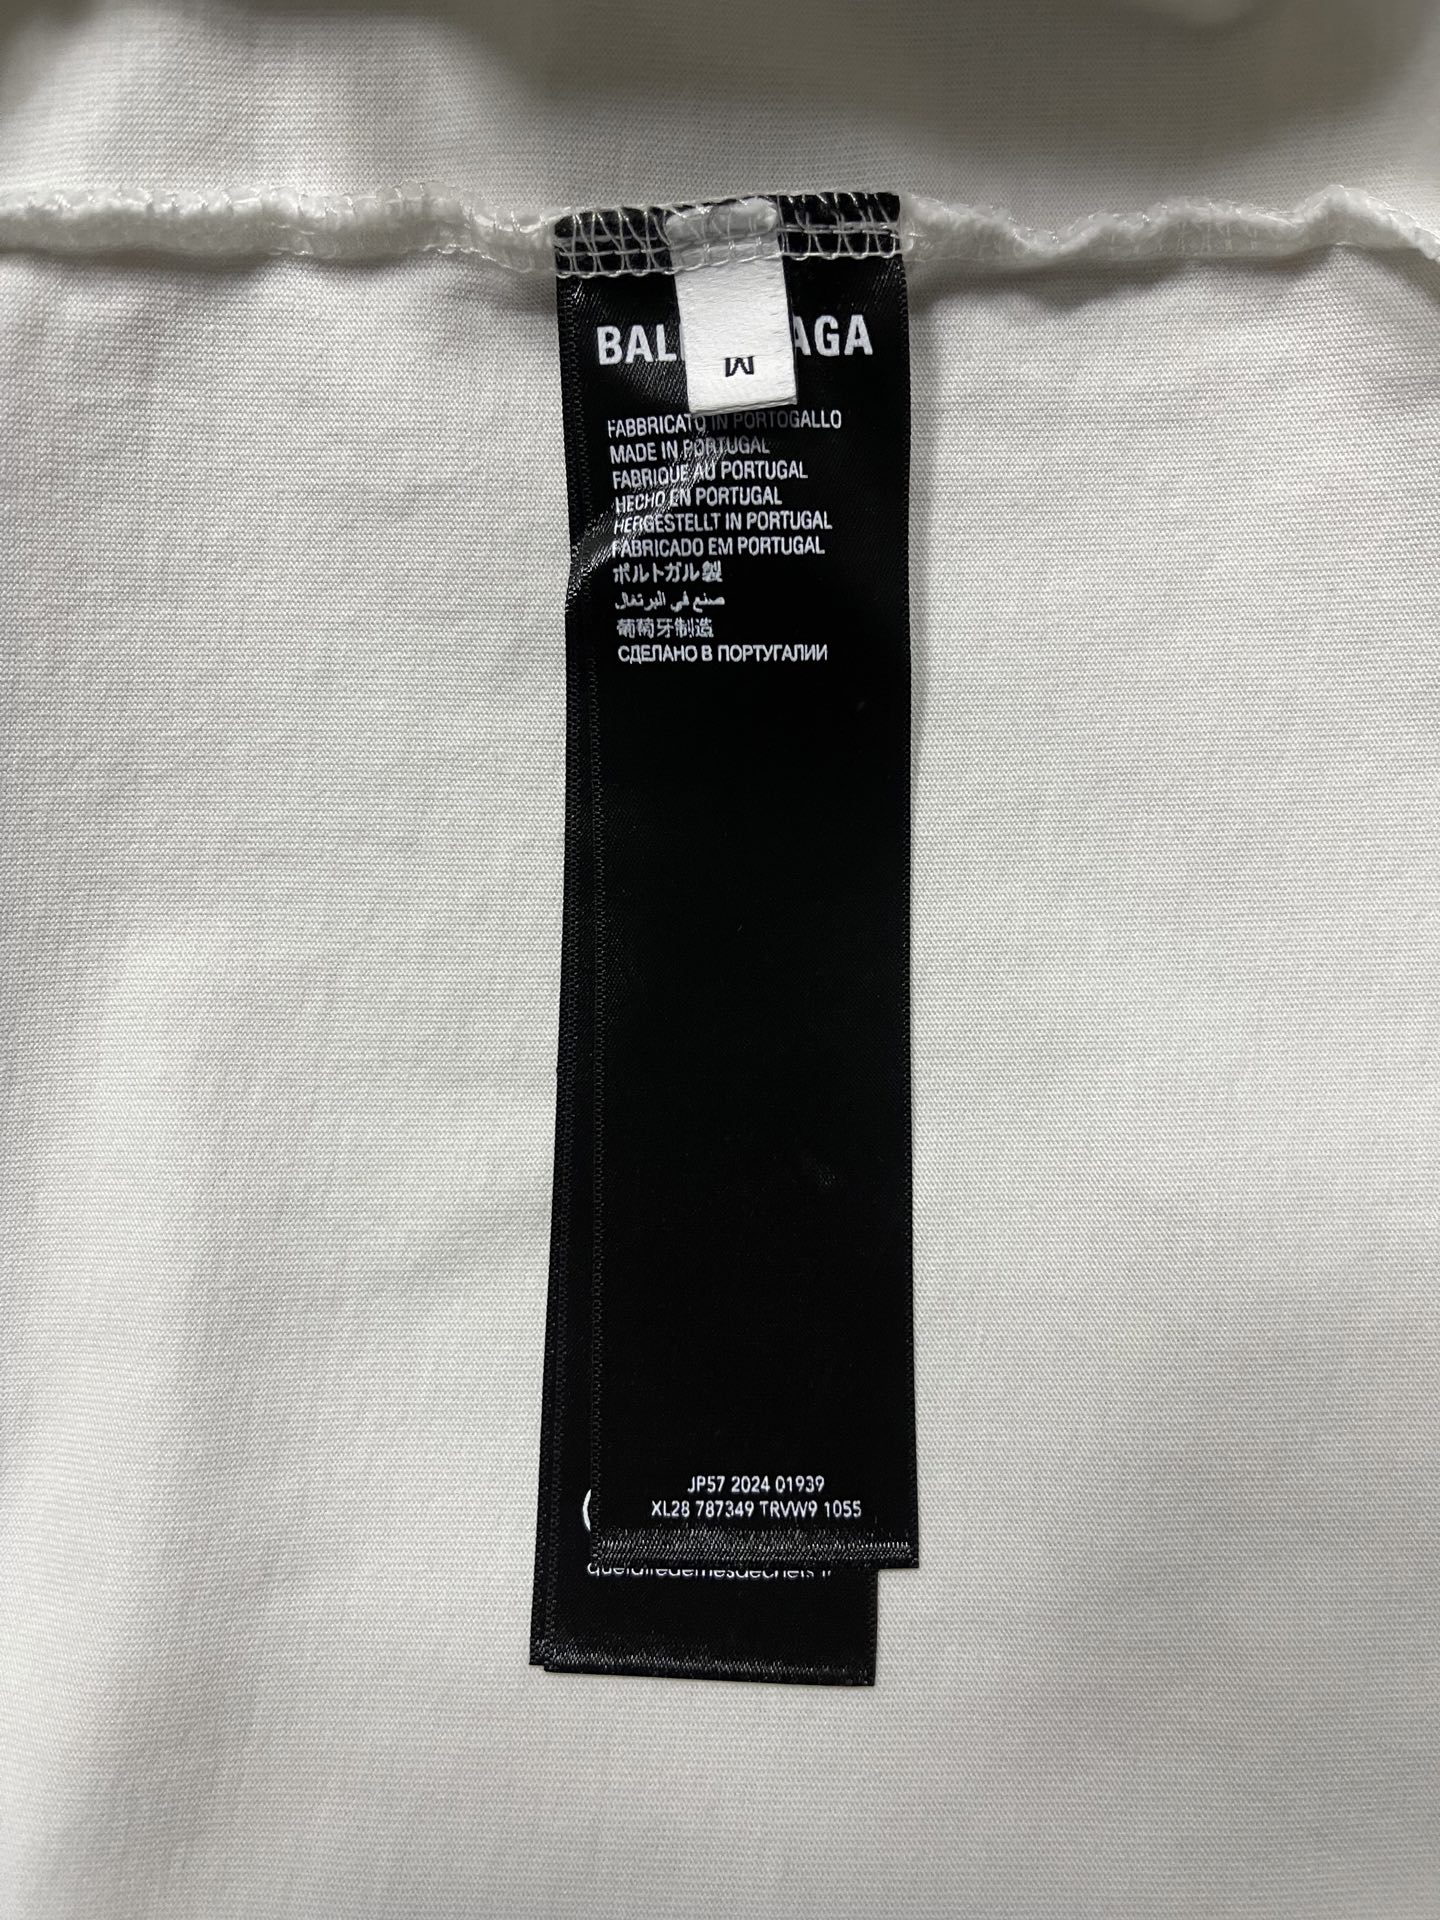 BAL AGA
M
FABBRICATO IN PORTOGALLO
MADE IN PORTUGAL
FABRIQUE AU PORTUGAL
HECHO EN PORTUGAL
HERGESTELLT IN PORTUGAL
FABRICADO EM PORTUGAL
ポルトガル製
صنع في البرتغال
葡萄牙制造
СДЕЛАНО В ПОРТУГАЛИИ
JP57 2024 01939
XL28 787349 TRVW9 1055
quefairedemesdechets.fr